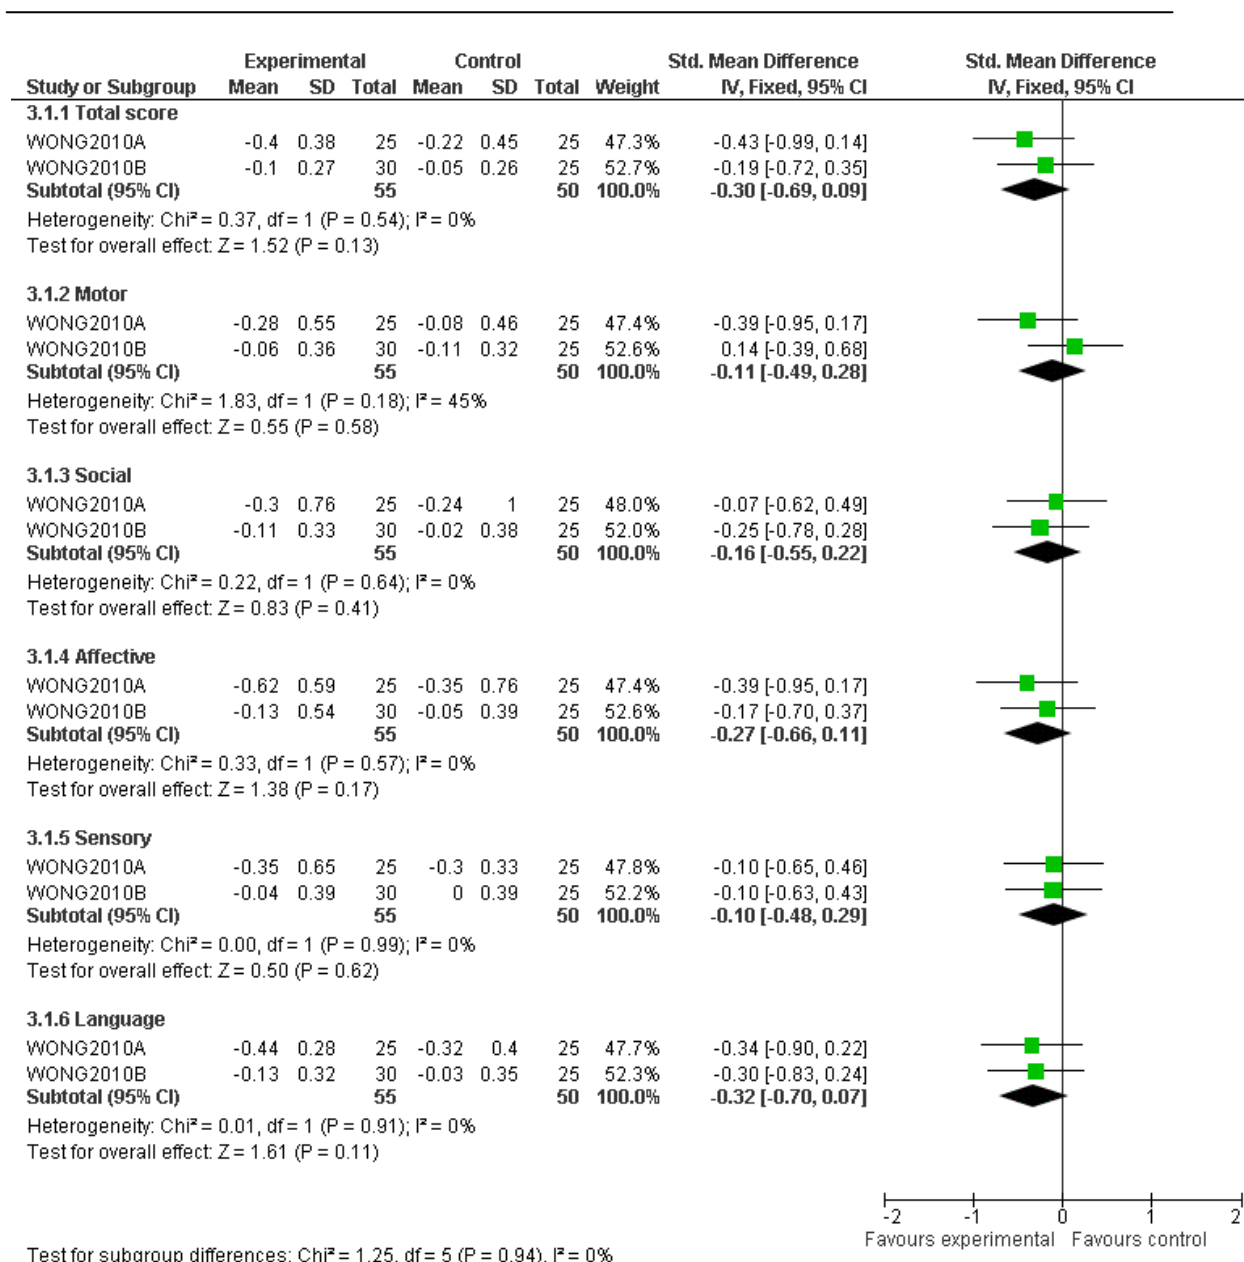 Experimental Control Std. Mean Difference Std. Mean Difference
Study or Subgroup Mean SD Total Mean SD Total Weight IV, Fixed, 95% CI IV, Fixed, 95% CI
3.1.1 Total score
WONG2010A -0.4 0.38 25 -0.22 0.45 25 47.3% -0.43 [-0.99, 0.14]
WONG2010B -0.1 0.27 30 -0.05 0.26 25 52.7% -0.19 [-0.72, 0.35]
Subtotal (95% CI) 55 50 100.0% -0.30 [-0.69, 0.09]
Heterogeneity: Chi² = 0.37, df = 1 (P = 0.54); I² = 0%
Test for overall effect: Z = 1.52 (P = 0.13)
3.1.2 Motor
WONG2010A -0.28 0.55 25 -0.08 0.46 25 47.4% -0.39 [-0.95, 0.17]
WONG2010B -0.06 0.36 30 -0.11 0.32 25 52.6% 0.14 [-0.39, 0.68]
Subtotal (95% CI) 55 50 100.0% -0.11 [-0.49, 0.28]
Heterogeneity: Chi² = 1.83, df = 1 (P = 0.18); I² = 45%
Test for overall effect: Z = 0.55 (P = 0.58)
3.1.3 Social
WONG2010A -0.3 0.76 25 -0.24 1 25 48.0% -0.07 [-0.62, 0.49]
WONG2010B -0.11 0.33 30 -0.02 0.38 25 52.0% -0.25 [-0.78, 0.28]
Subtotal (95% CI) 55 50 100.0% -0.16 [-0.55, 0.22]
Heterogeneity: Chi² = 0.22, df = 1 (P = 0.64); I² = 0%
Test for overall effect: Z = 0.83 (P = 0.41)
3.1.4 Affective
WONG2010A -0.62 0.59 25 -0.35 0.76 25 47.4% -0.39 [-0.95, 0.17]
WONG2010B -0.13 0.54 30 -0.05 0.39 25 52.6% -0.17 [-0.70, 0.37]
Subtotal (95% CI) 55 50 100.0% -0.27 [-0.66, 0.11]
Heterogeneity: Chi² = 0.33, df = 1 (P = 0.57); I² = 0%
Test for overall effect: Z = 1.38 (P = 0.17)
3.1.5 Sensory
WONG2010A -0.35 0.65 25 -0.3 0.33 25 47.8% -0.10 [-0.65, 0.46]
WONG2010B -0.04 0.39 30 0 0.39 25 52.2% -0.10 [-0.63, 0.43]
Subtotal (95% CI) 55 50 100.0% -0.10 [-0.48, 0.29]
Heterogeneity: Chi² = 0.00, df = 1 (P = 0.99); I² = 0%
Test for overall effect: Z = 0.50 (P = 0.62)
3.1.6 Language
WONG2010A -0.44 0.28 25 -0.32 0.4 25 47.7% -0.34 [-0.90, 0.22]
WONG2010B -0.13 0.32 30 -0.03 0.35 25 52.3% -0.30 [-0.83, 0.24]
Subtotal (95% CI) 55 50 100.0% -0.32 [-0.70, 0.07]
Heterogeneity: Chi² = 0.01, df = 1 (P = 0.91); I² = 0%
Test for overall effect: Z = 1.61 (P = 0.11)
-2 -1 0 1 2
Favours experimental Favours control
Test for subgroup differences: Chi² = 1.25, df = 5 (P = 0.94), I² = 0%